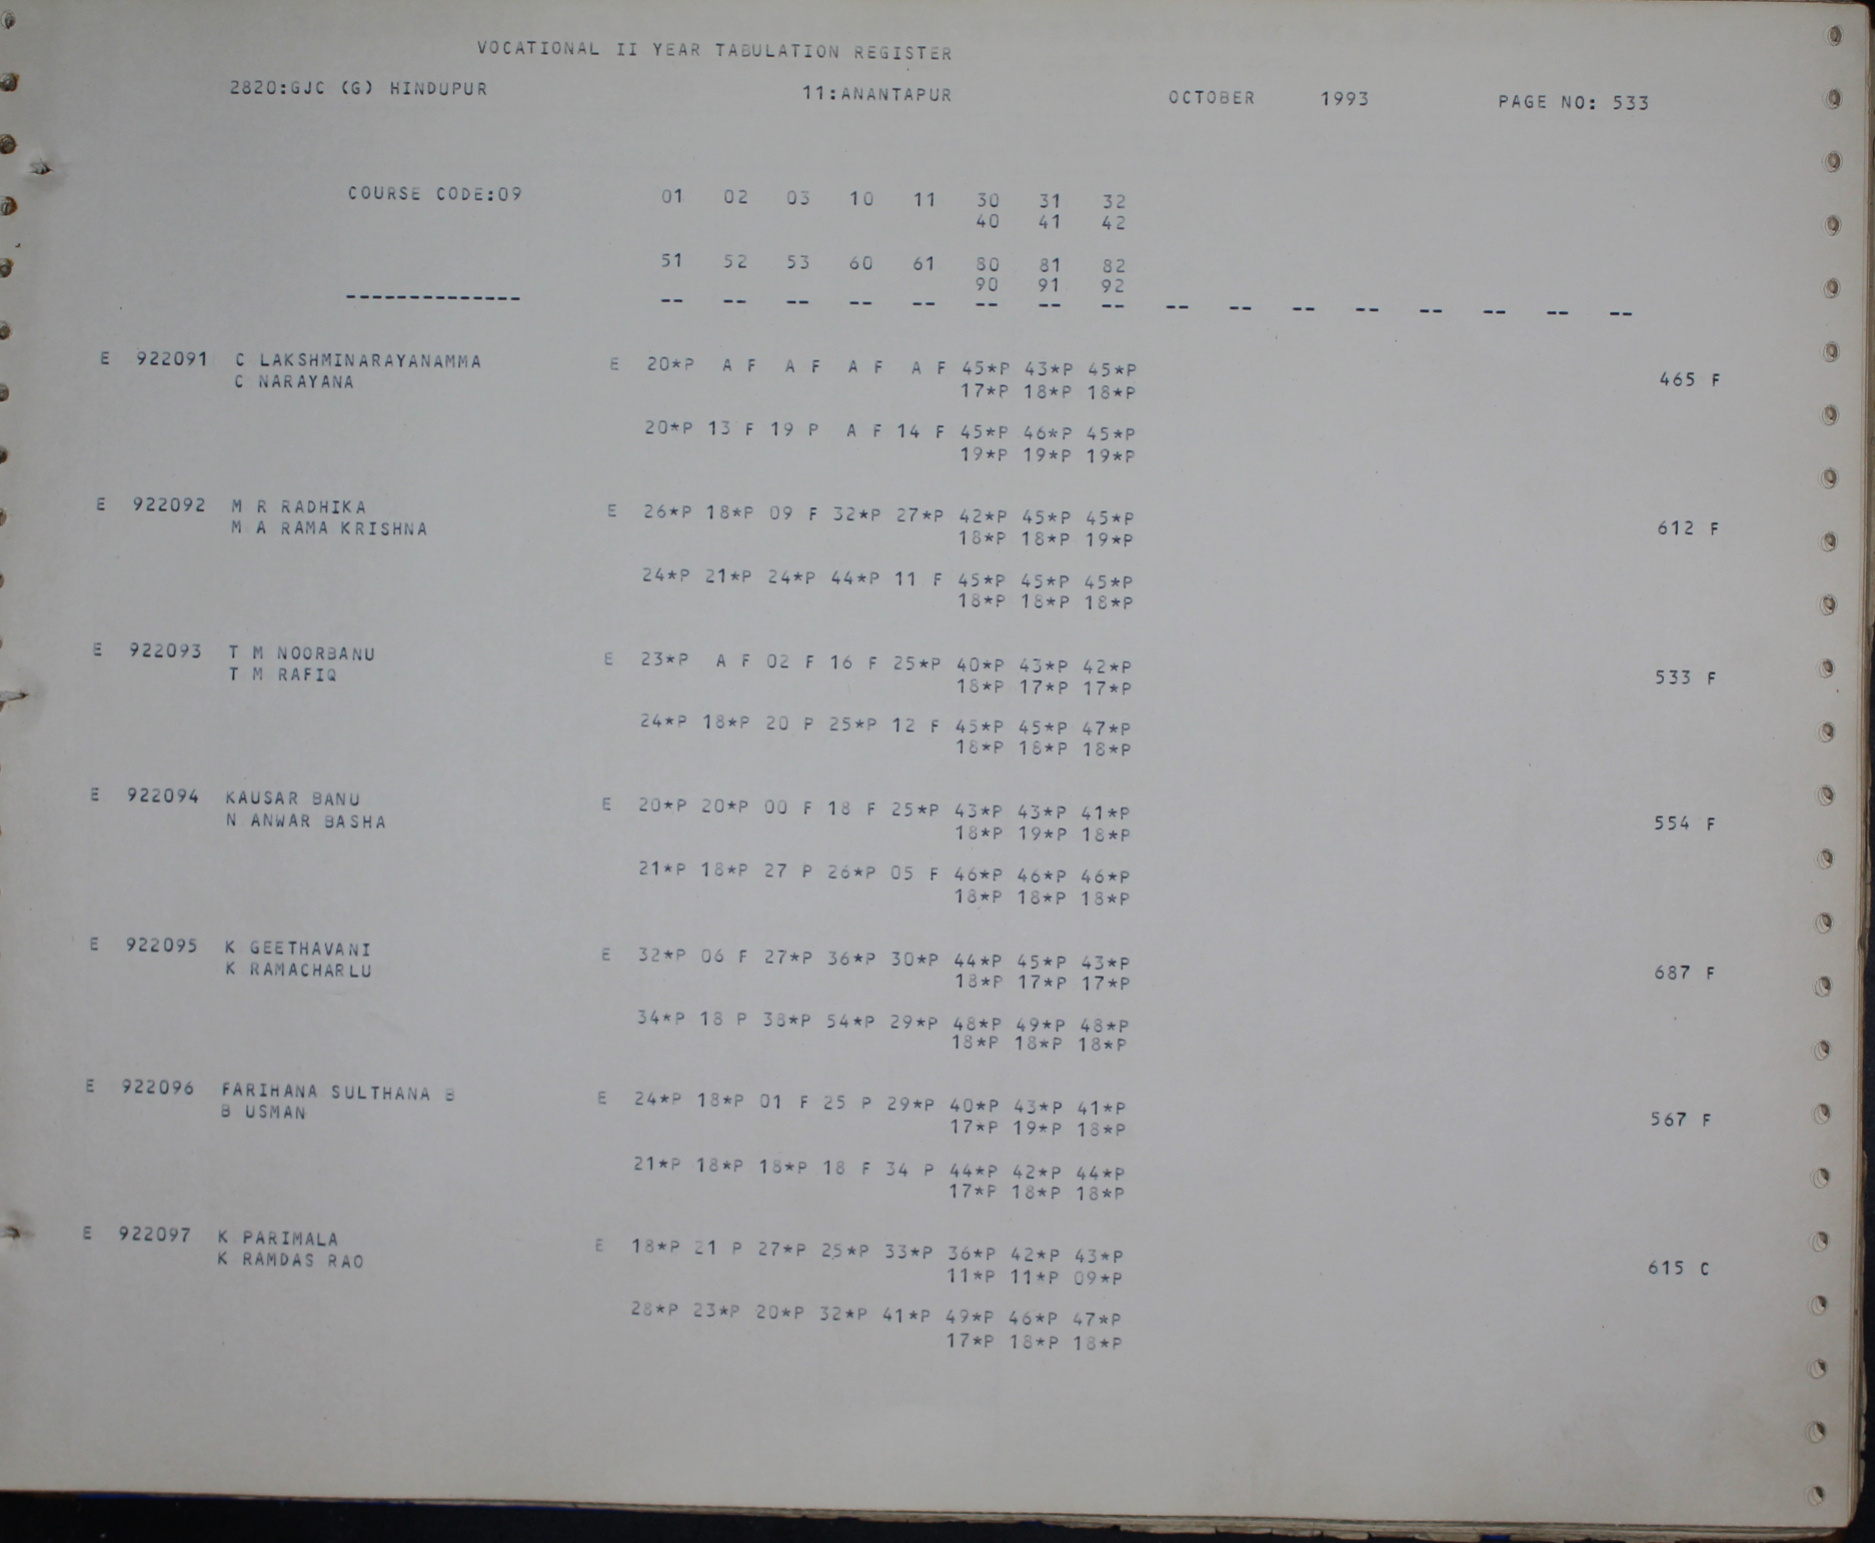 VOCATIONAL II YEAR TABULATION REGISTER
2820:GJC (G) HINDUPUR 11:ANANTAPUR OCTOBER 1993 PAGE NO: 533
COURSE CODE:09 01 02 03 10 11 30 31 32
40 41 42
51 52 53 60 61 80 81 82
90 91 92
-------------- -- -- -- -- -- -- -- -- -- -- -- -- -- -- -- --
E 922091 C LAKSHMINARAYANAMMA E 20*P A F A F A F A F 45*P 43*P 45*P
C NARAYANA 17*P 18*P 18*P 465 F
20*P 13 F 19 P A F 14 F 45*P 46*P 45*P
19*P 19*P 19*P
E 922092 M R RADHIKA E 26*P 18*P 09 F 32*P 27*P 42*P 45*P 45*P
M A RAMA KRISHNA 18*P 18*P 19*P 612 F
24*P 21*P 24*P 44*P 11 F 45*P 45*P 45*P
18*P 18*P 18*P
E 922093 T M NOORBANU E 23*P A F 02 F 16 F 25*P 40*P 43*P 42*P
T M RAFIQ 18*P 17*P 17*P 533 F
24*P 18*P 20 P 25*P 12 F 45*P 45*P 47*P
18*P 18*P 18*P
E 922094 KAUSAR BANU E 20*P 20*P 00 F 18 F 25*P 43*P 43*P 41*P
N ANWAR BASHA 18*P 19*P 18*P 554 F
21*P 18*P 27 P 26*P 05 F 46*P 46*P 46*P
18*P 18*P 18*P
E 922095 K GEETHAVANI E 32*P 06 F 27*P 36*P 30*P 44*P 45*P 43*P
K RAMACHARLU 18*P 17*P 17*P 687 F
34*P 18 P 38*P 54*P 29*P 48*P 49*P 48*P
18*P 18*P 18*P
E 922096 FARIHANA SULTHANA B E 24*P 18*P 01 F 25 P 29*P 40*P 43*P 41*P
B USMAN 17*P 19*P 18*P 567 F
21*P 18*P 18*P 18 F 34 P 44*P 42*P 44*P
17*P 18*P 18*P
E 922097 K PARIMALA E 18*P 21 P 27*P 25*P 33*P 36*P 42*P 43*P
K RAMDAS RAO 11*P 11*P 09*P 615 C
28*P 23*P 20*P 32*P 41*P 49*P 46*P 47*P
17*P 18*P 18*P